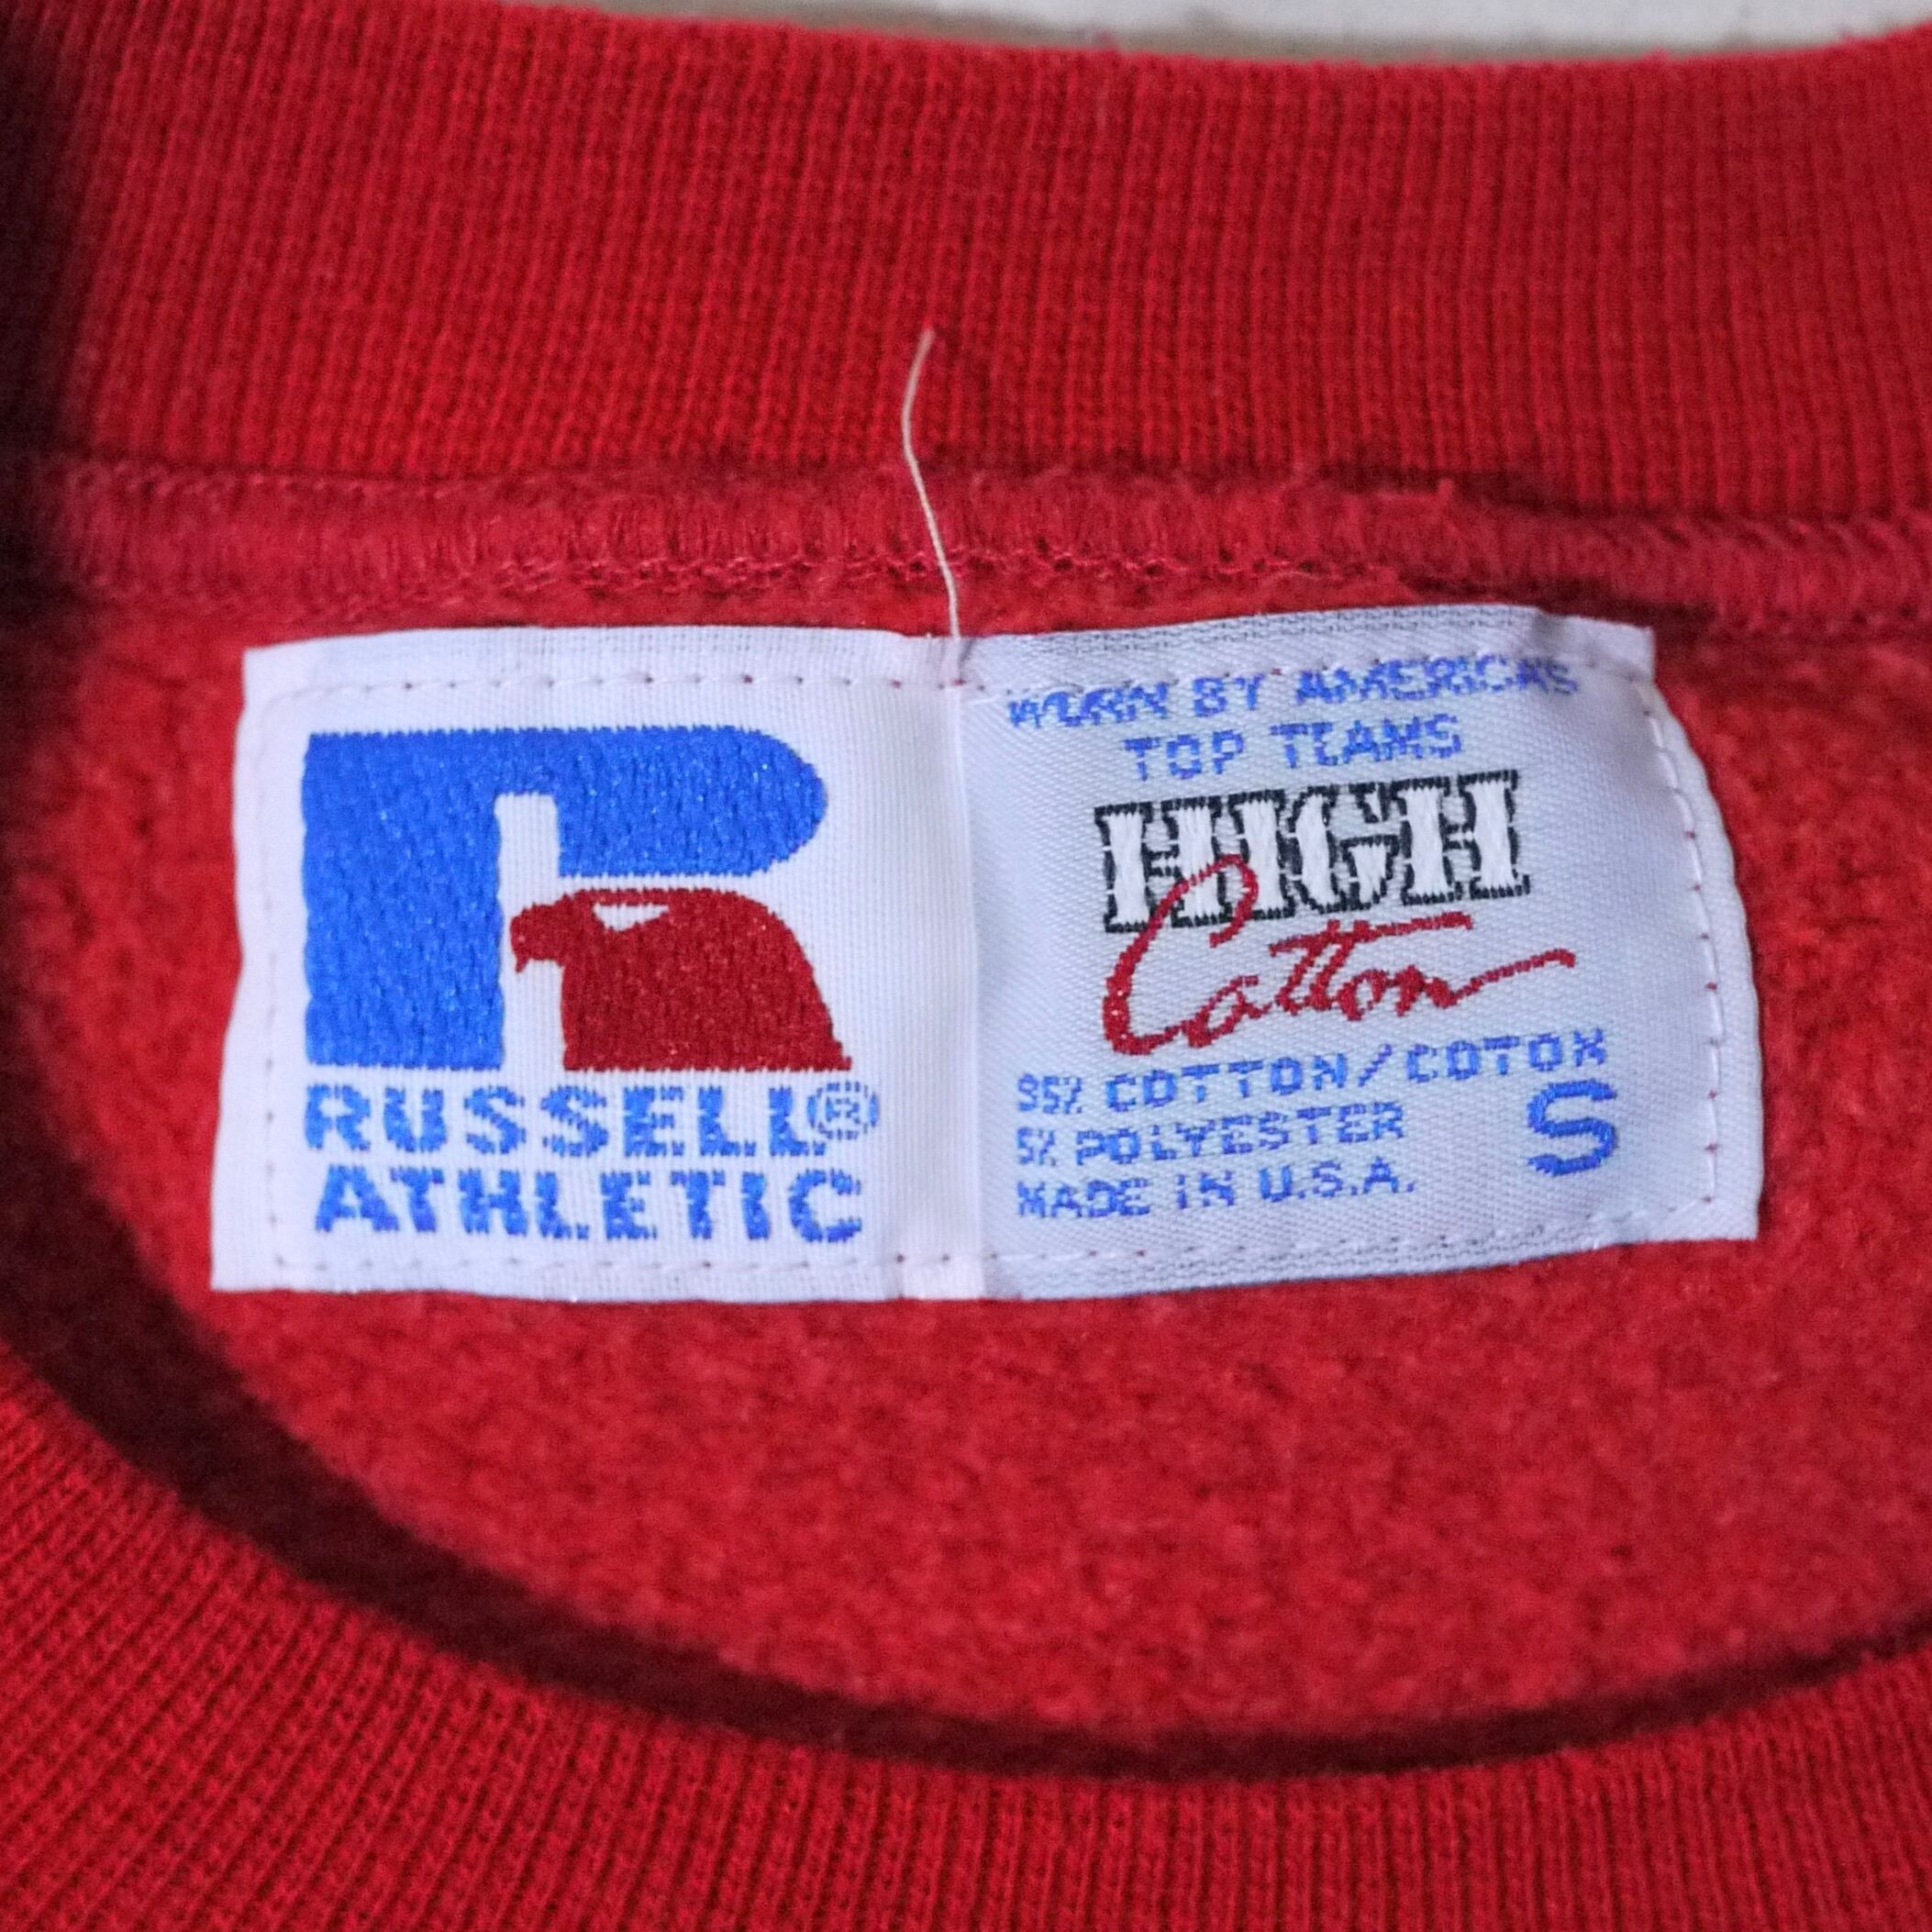 RUSSELL®
ATHLETIC
WORN BY AMERICA'S
TOP TEAMS
HIGH
Cotton
95% COTTON/COTON
5% POLYESTER
MADE IN U.S.A.
S